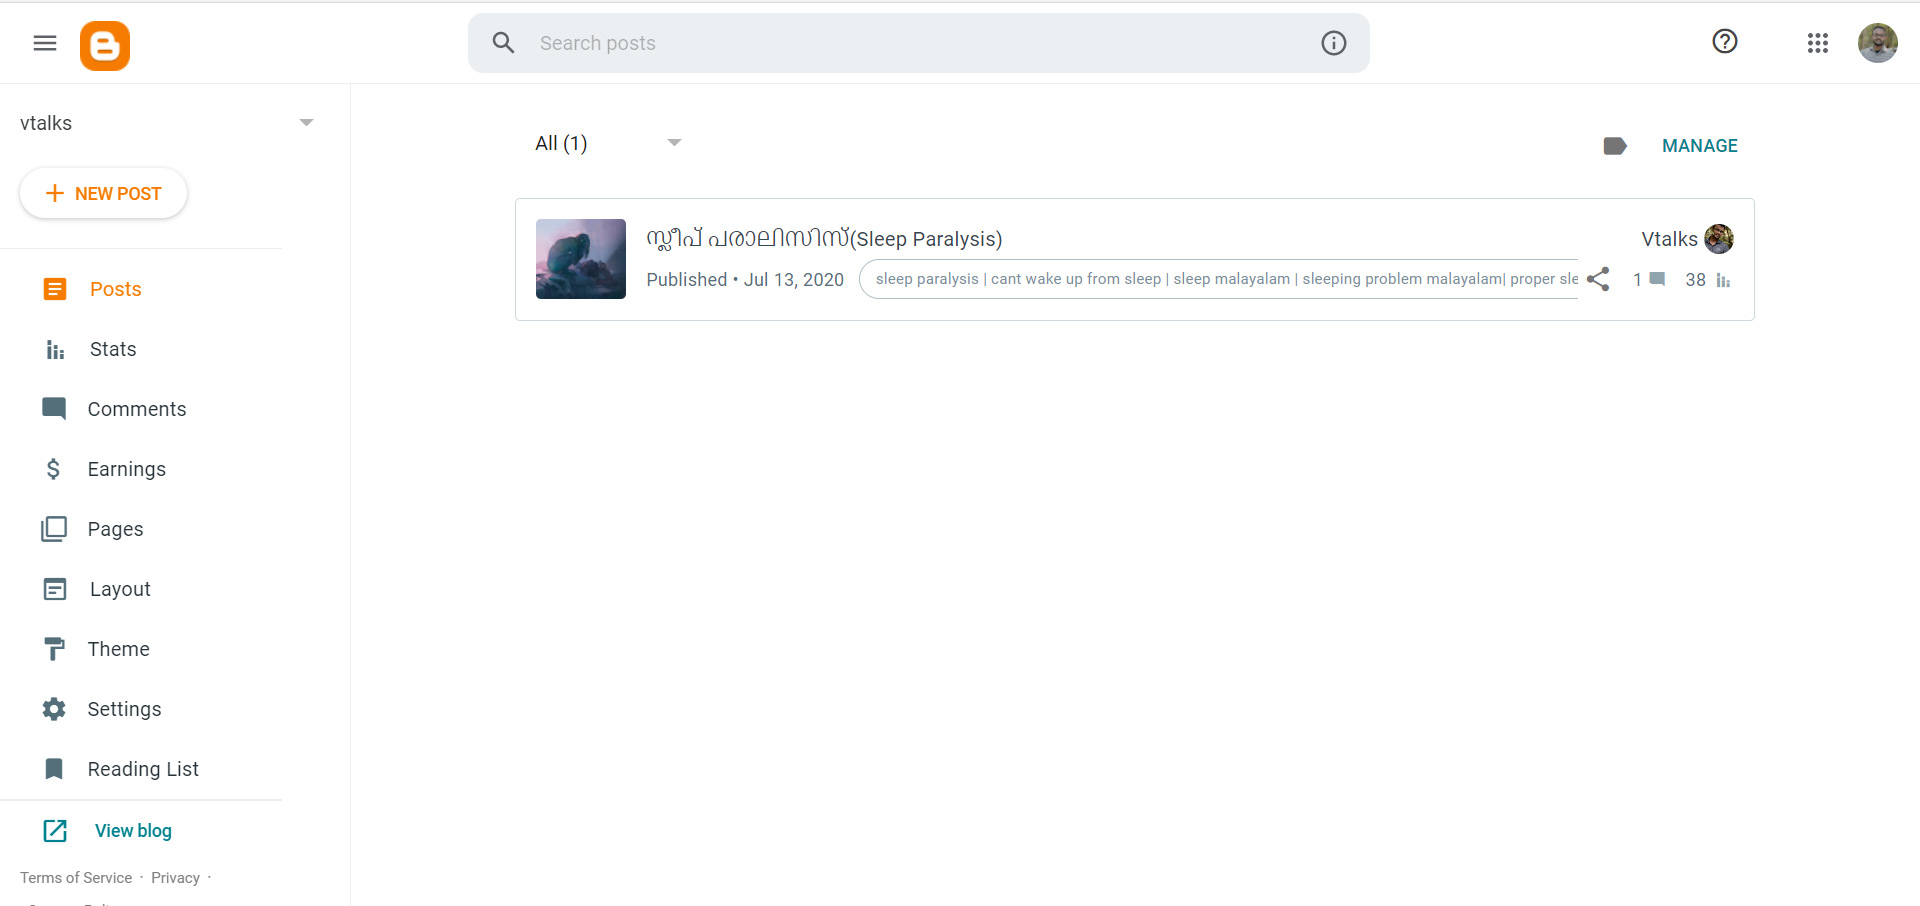 Search posts
vtalks
NEW POST
Posts
Stats
Comments
Earnings
Pages
Layout
Theme
Settings
Reading List
View blog
Terms of Service · Privacy ·
All (1)
MANAGE
സ്ലീപ് പരാലിസിസ്(Sleep Paralysis)
Vtalks
Published • Jul 13, 2020
sleep paralysis | cant wake up from sleep | sleep malayalam | sleeping problem malayalam| proper sle
1
38